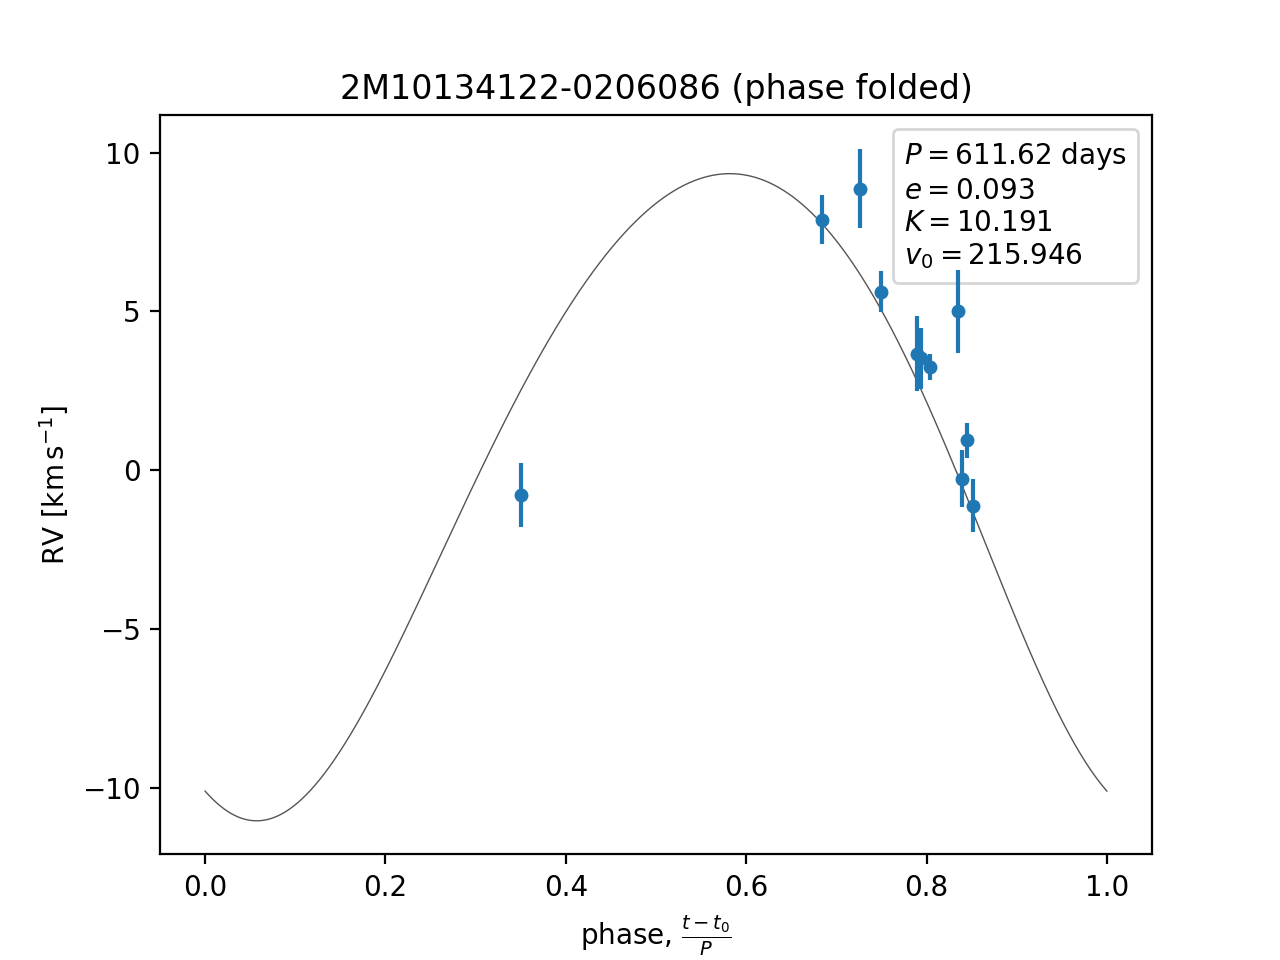 2M10134122-0206086 (phase folded)
P = 611.62 days
e = 0.093
K = 10.191
v₀ = 215.946
10
5
0
−5
−10
RV [km s⁻¹]
0.0 0.2 0.4 0.6 0.8 1.0
phase, (t − t₀)/P